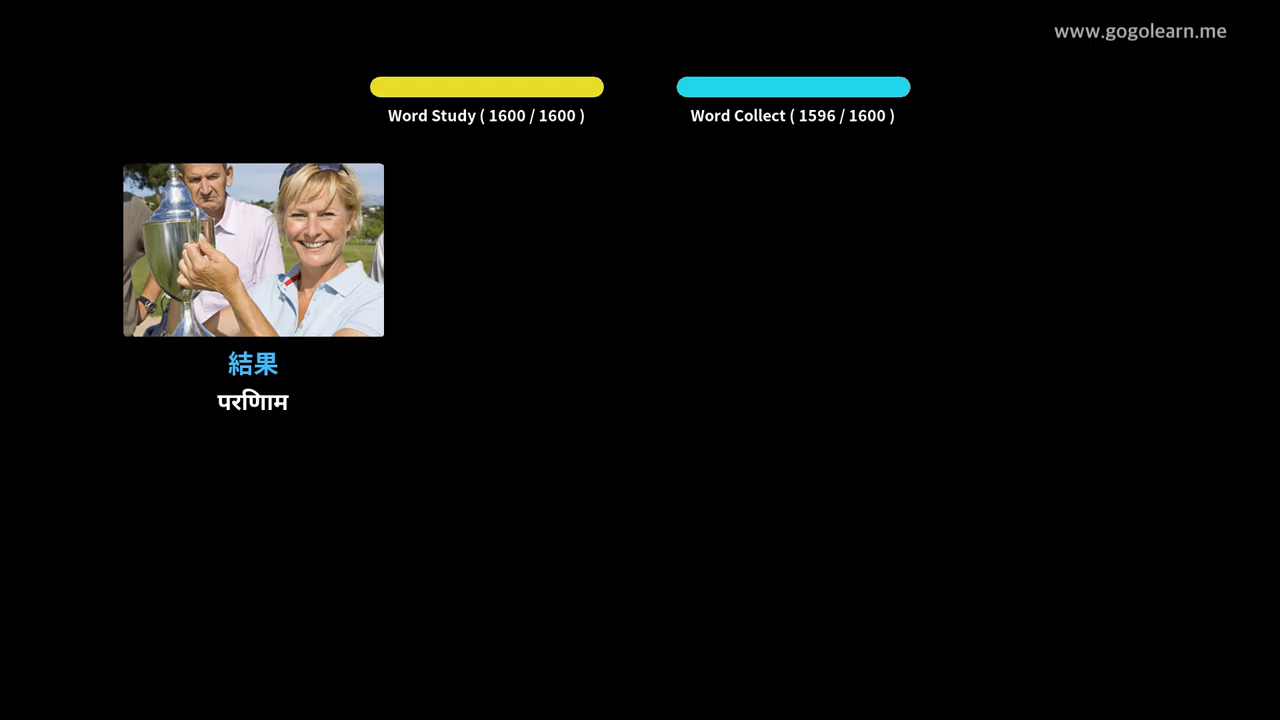 www.gogolearn.me
Word Study ( 1600 / 1600 )
Word Collect ( 1596 / 1600 )
結果
परिणाम